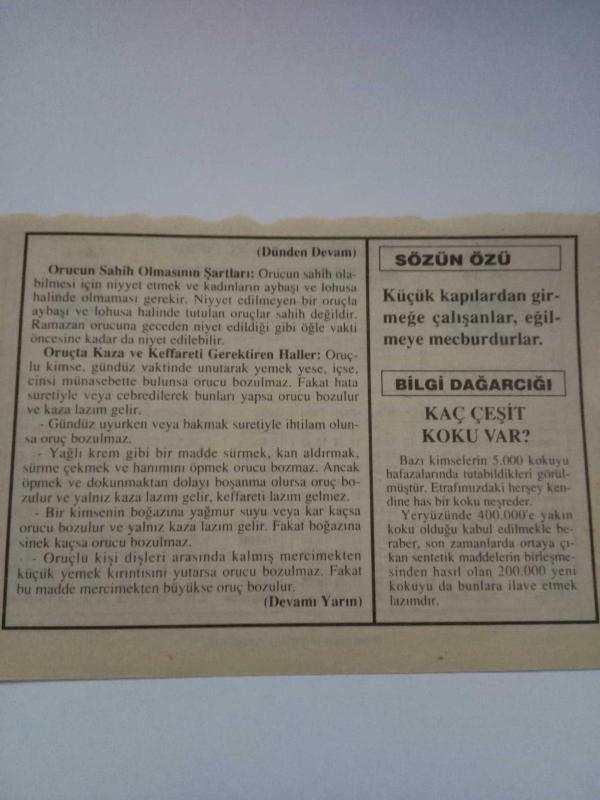 (Dünden Devam)
Orucun Sahih Olmasının Şartları: Orucun sahih ola-
bilmesi için niyyet etmek ve kadınların aybaşı ve lohusa
halinde olmaması gerekir. Niyyet edilmeyen bir oruçla
aybaşı ve lohusa halinde tutulan oruçlar sahih değildir.
Ramazan orucuna geceden niyet edildiği gibi öğle vakti
öncesine kadar da niyet edilebilir.
Oruçta Kaza ve Keffareti Gerektiren Haller: Oruç-
lu kimse, gündüz vaktinde unutarak yemek yese, içse,
cinsi münasebette bulunsa orucu bozulmaz. Fakat hata
suretiyle veya cebredilerek bunları yapsa orucu bozulur
ve kaza lazım gelir.
- Gündüz uyurken veya bakmak suretiyle ihtilam olun-
sa oruç bozulmaz.
- Yağlı krem gibi bir madde sürmek, kan aldırmak,
sürme çekmek ve hanımını öpmek orucu bozmaz. Ancak
öpmek ve dokunmaktan dolayı boşanma olursa oruç bo-
zulur ve yalnız kaza lazım gelir, keffareti lazım gelmez.
- Bir kimsenin boğazına yağmur suyu veya kar kaçsa
orucu bozulur ve yalnız kaza lazım gelir. Fakat boğazına
sinek kaçsa orucu bozulmaz.
- Oruçlu kişi dişleri arasında kalmış mercimekten
küçük yemek kırıntısını yutarsa orucu bozulmaz. Fakat
bu madde mercimekten büyükse oruç bozulur.
(Devamı Yarın)
SÖZÜN ÖZÜ
Küçük kapılardan gir-
meğe çalışanlar, eğil-
meye mecburdurlar.
BİLGİ DAĞARCIĞI
KAÇ ÇEŞİT
KOKU VAR?
Bazı kimselerin 5.000 kokuyu
hafazalarında tutabildikleri görül-
müştür. Etrafımızdaki herşey ken-
dine has bir koku neşreder.
Yeryüzünde 400.000'e yakın
koku olduğu kabul edilmekle be-
raber, son zamanlarda ortaya çı-
kan sentetik maddelerin birleşme-
sinden hasıl olan 200.000 yeni
kokuyu da bunlara ilave etmek
lazımdır.